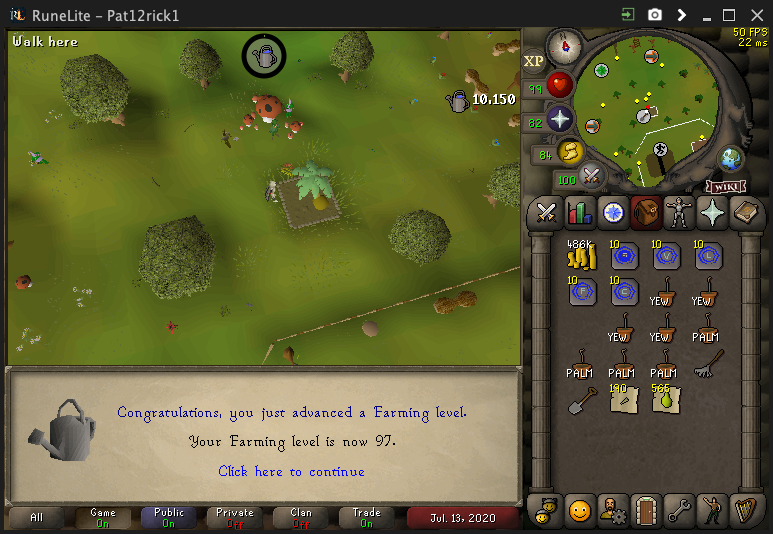 RuneLite - Pat12rick1
Walk here
50 FPS
22 ms
XP
10,150
99
82
84
100
WIKI
486K
10
10
10
A
V
L
10
10
F
C
YEW
YEW
YEW
YEW
PALM
PALM
PALM
PALM
190
565
Congratulations, you just advanced a Farming level.
Your Farming level is now 97.
Click here to continue
All
Game
On
Public
On
Private
Off
Clan
Off
Trade
On
Jul. 13, 2020